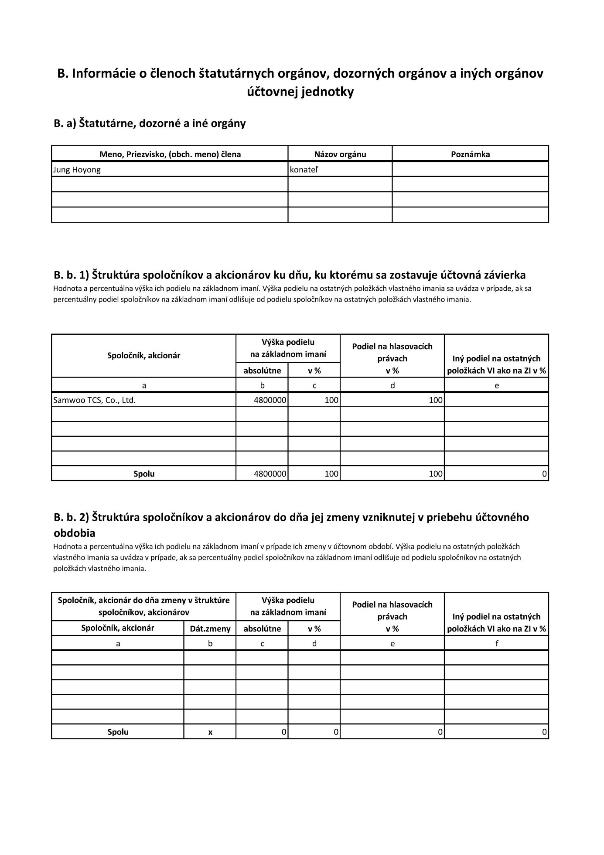 B. Informácie o členoch štatutárnych orgánov, dozorných orgánov a iných orgánov
účtovnej jednotky
B. a) Štatutárne, dozorné a iné orgány
Meno, Priezvisko, (obch. meno) člena Názov orgánu Poznámka
Jung Hoyong konateľ
B. b. 1) Štruktúra spoločníkov a akcionárov ku dňu, ku ktorému sa zostavuje účtovná závierka
Hodnota a percentuálna výška ich podielu na základnom imaní. Výška podielu na ostatných položkách vlastného imania sa uvádza v prípade, ak sa
percentuálny podiel spoločníkov na základnom imaní odlišuje od podielu spoločníkov na ostatných položkách vlastného imania.
Spoločník, akcionár
Výška podielu
na základnom imaní
Podiel na hlasovacích
právach
v %
Iný podiel na ostatných
položkách VI ako na ZI v %
absolútne v %
a b c d e
Samwoo TCS, Co., Ltd. 4800000 100 100
Spolu 4800000 100 100 0
B. b. 2) Štruktúra spoločníkov a akcionárov do dňa jej zmeny vzniknutej v priebehu účtovného
obdobia
Hodnota a percentuálna výška ich podielu na základnom imaní v prípade ich zmeny v účtovnom období. Výška podielu na ostatných položkách
vlastného imania sa uvádza v prípade, ak sa percentuálny podiel spoločníkov na základnom imaní odlišuje od podielu spoločníkov na ostatných
položkách vlastného imania.
Spoločník, akcionár do dňa zmeny v štruktúre
spoločníkov, akcionárov
Výška podielu
na základnom imaní
Podiel na hlasovacích
právach
v %
Iný podiel na ostatných
položkách VI ako na ZI v %
Spoločník, akcionár Dát.zmeny absolútne v %
a b c d e f
Spolu x 0 0 0 0